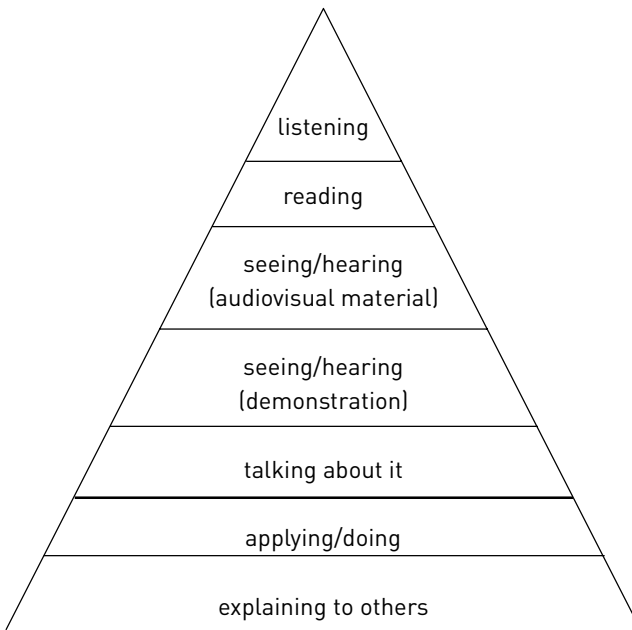 listening
reading
seeing/hearing
(audiovisual material)
seeing/hearing
(demonstration)
talking about it
applying/doing
explaining to others